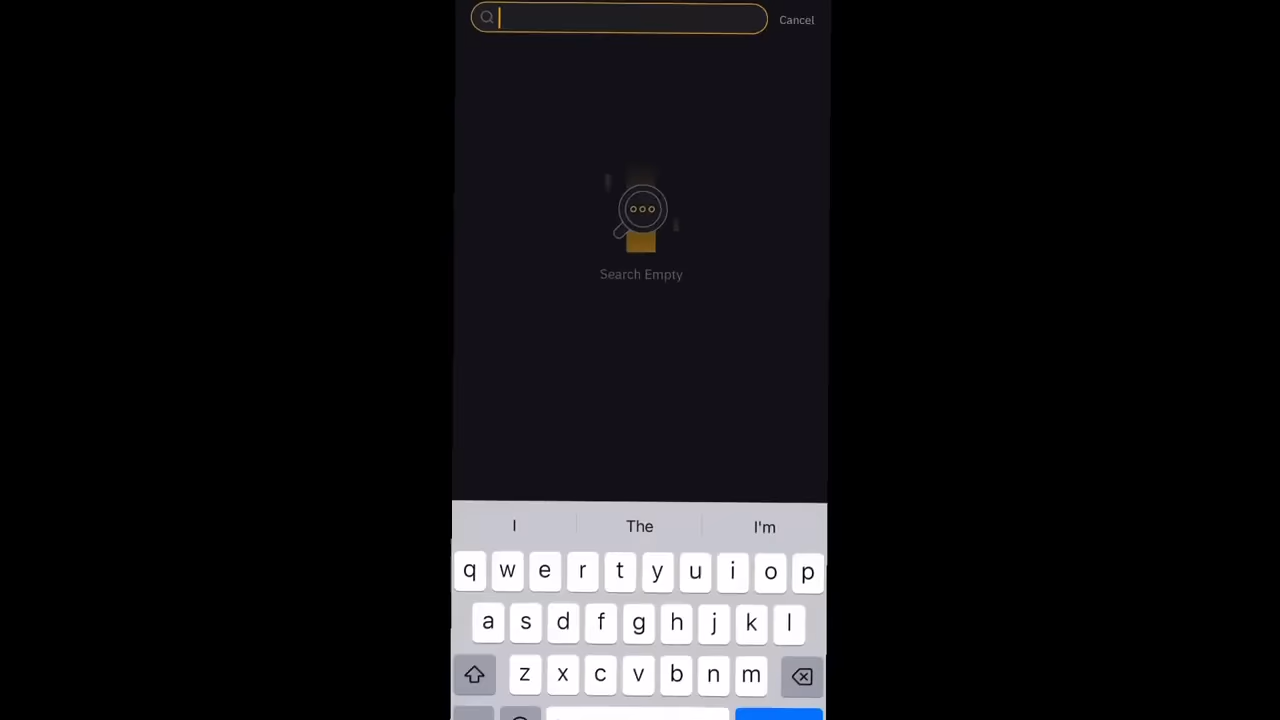 Cancel
Search Empty
I The I'm
q w e r t y u i o p
a s d f g h j k l
z x c v b n m